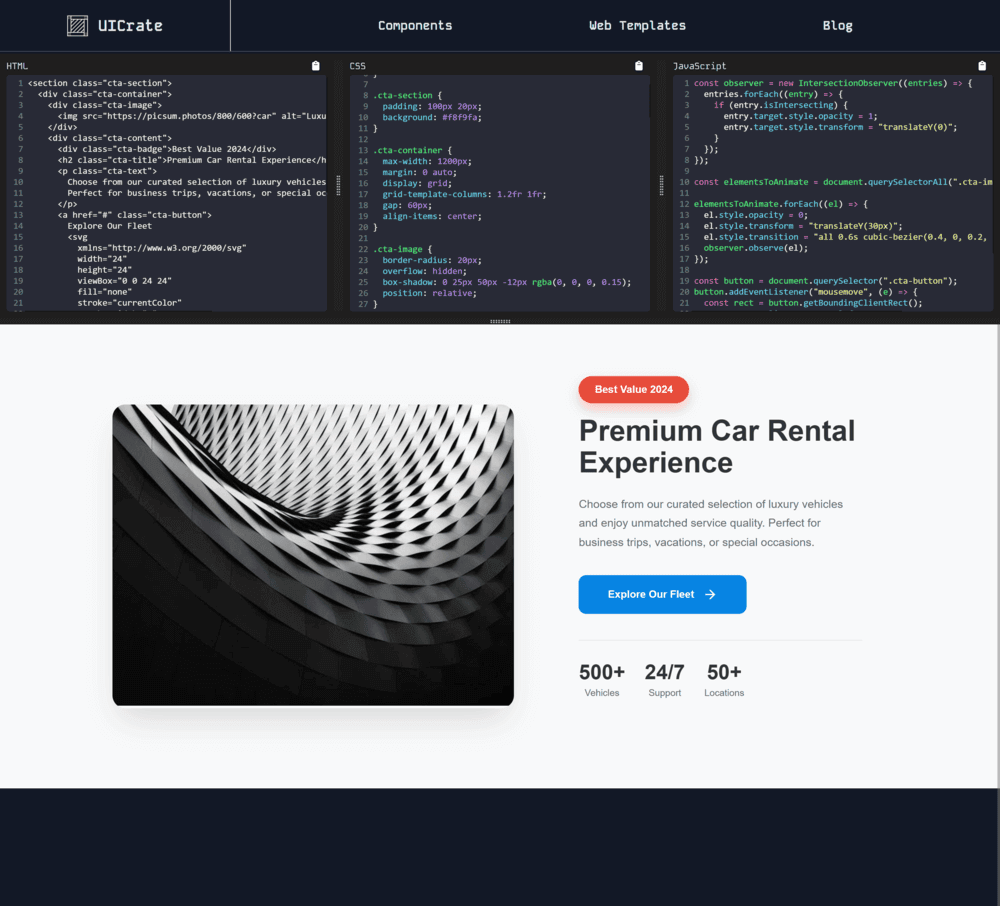 UICrate
Components
Web Templates
Blog
HTML
1 <section class="cta-section">
2 <div class="cta-container">
3 <div class="cta-image">
4 <img src="https://picsum.photos/800/600?car" alt="Luxu
5 </div>
6 <div class="cta-content">
7 <div class="cta-badge">Best Value 2024</div>
8 <h2 class="cta-title">Premium Car Rental Experience</h
9 <p class="cta-text">
10 Choose from our curated selection of luxury vehicles
11 Perfect for business trips, vacations, or special oc
12 </p>
13 <a href="#" class="cta-button">
14 Explore Our Fleet
15 <svg
16 xmlns="http://www.w3.org/2000/svg"
17 width="24"
18 height="24"
19 viewBox="0 0 24 24"
20 fill="none"
21 stroke="currentColor"
CSS
7
8 .cta-section {
9 padding: 100px 20px;
10 background: #f8f9fa;
11 }
12
13 .cta-container {
14 max-width: 1200px;
15 margin: 0 auto;
16 display: grid;
17 grid-template-columns: 1.2fr 1fr;
18 gap: 60px;
19 align-items: center;
20 }
21
22 .cta-image {
23 border-radius: 20px;
24 overflow: hidden;
25 box-shadow: 0 25px 50px -12px rgba(0, 0, 0, 0.15);
26 position: relative;
27 }
JavaScript
1 const observer = new IntersectionObserver((entries) => {
2 entries.forEach((entry) => {
3 if (entry.isIntersecting) {
4 entry.target.style.opacity = 1;
5 entry.target.style.transform = "translateY(0)";
6 }
7 });
8 });
9
10 const elementsToAnimate = document.querySelectorAll(".cta-im
11
12 elementsToAnimate.forEach((el) => {
13 el.style.opacity = 0;
14 el.style.transform = "translateY(30px)";
15 el.style.transition = "all 0.6s cubic-bezier(0.4, 0, 0.2,
16 observer.observe(el);
17 });
18
19 const button = document.querySelector(".cta-button");
20 button.addEventListener("mousemove", (e) => {
21 const rect = button.getBoundingClientRect();
Best Value 2024
Premium Car Rental
Experience
Choose from our curated selection of luxury vehicles
and enjoy unmatched service quality. Perfect for
business trips, vacations, or special occasions.
Explore Our Fleet
500+ 24/7 50+
Vehicles Support Locations